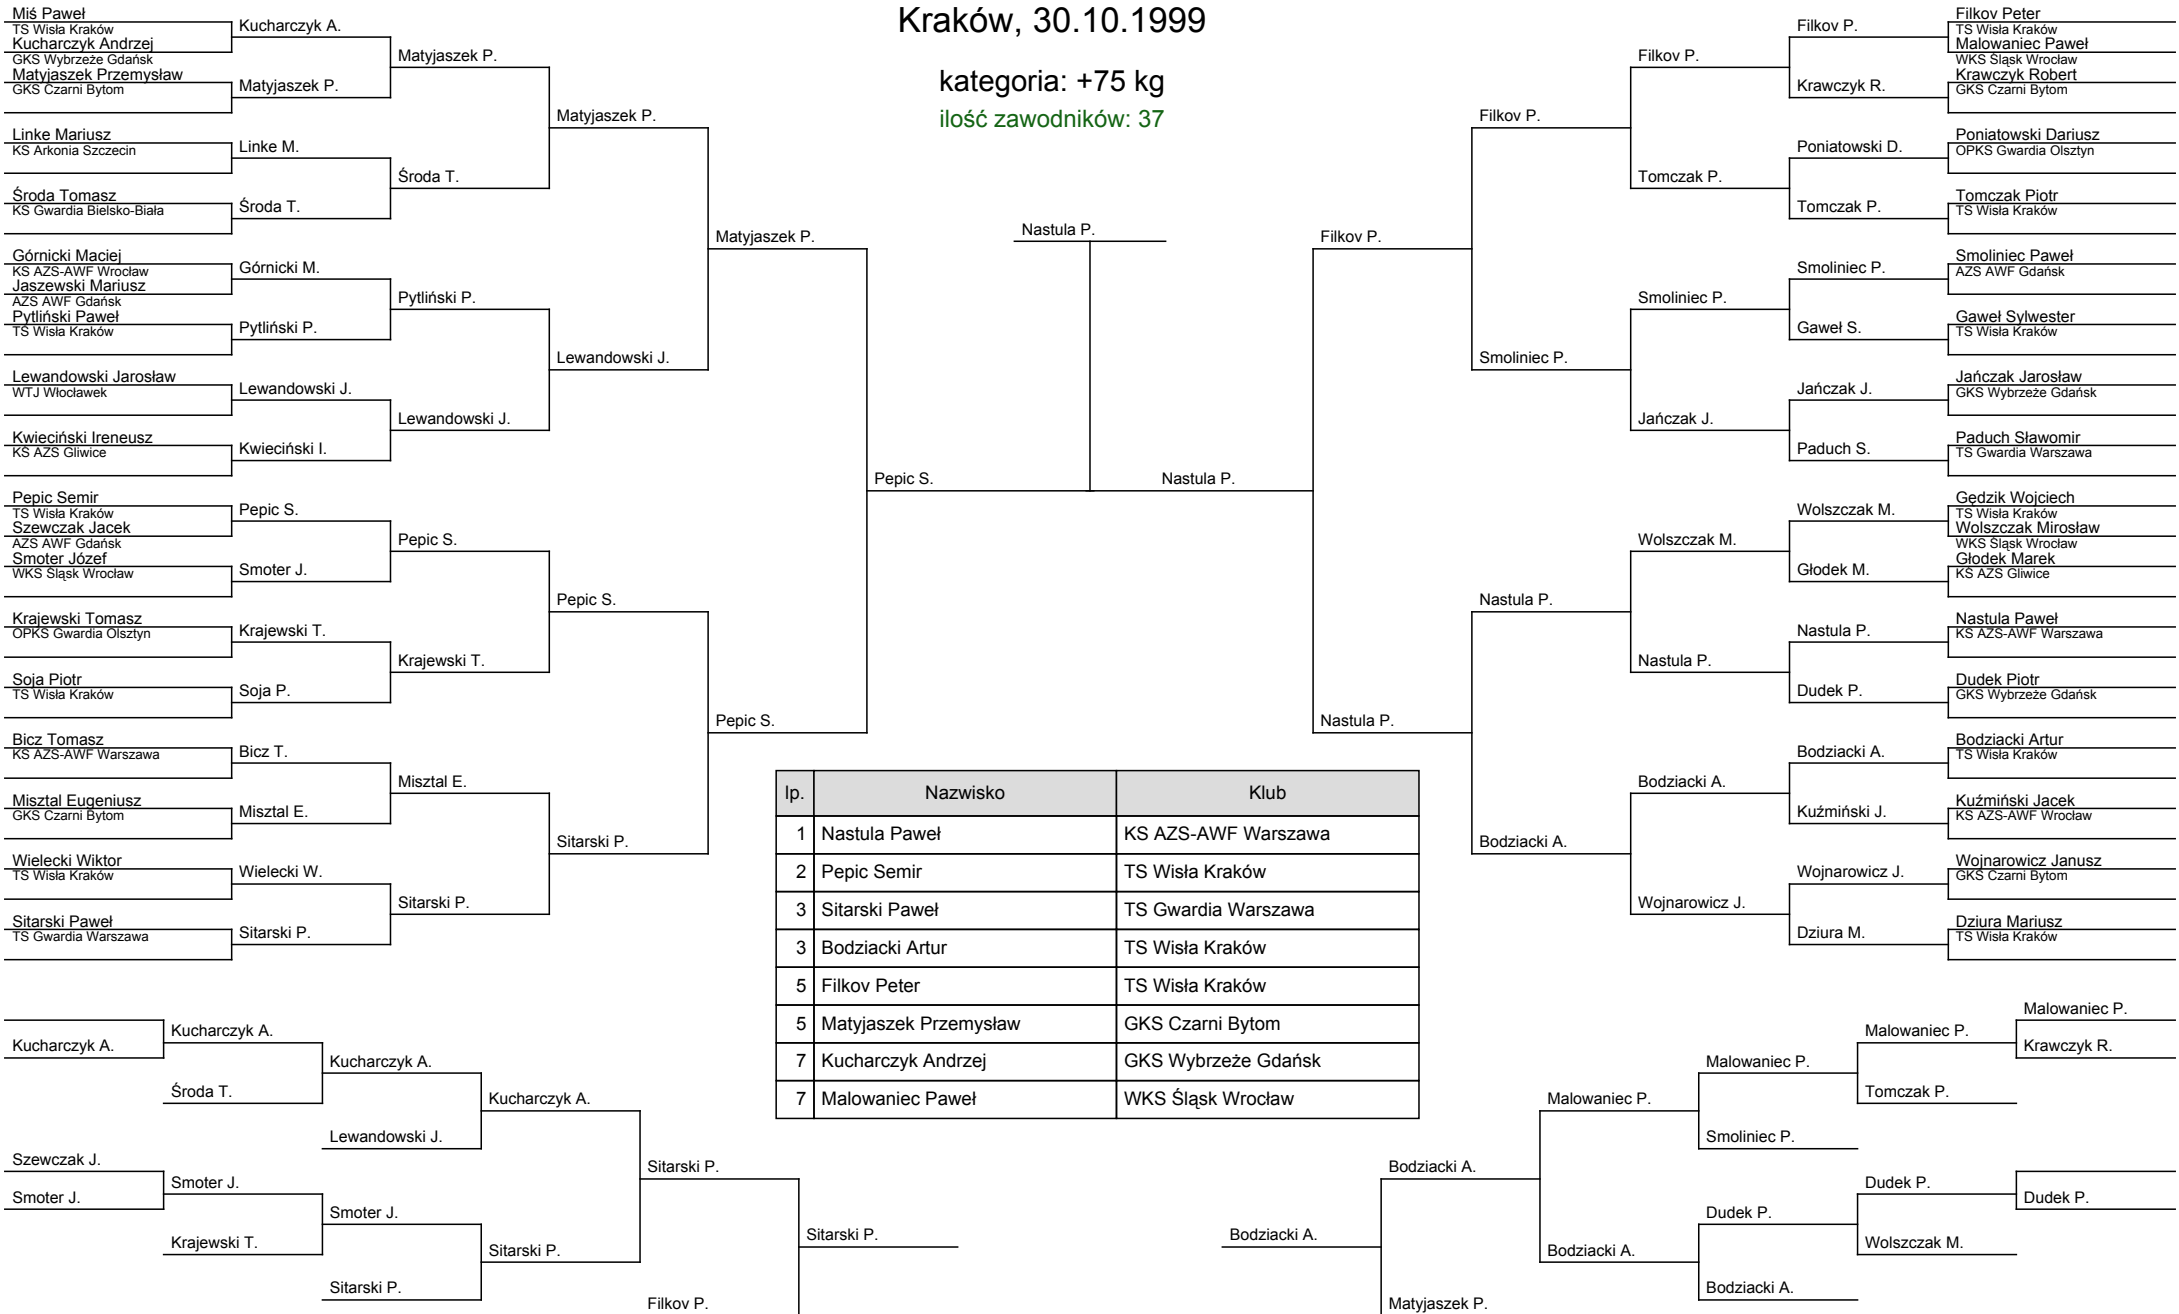 Kraków, 30.10.1999
kategoria: +75 kg
ilość zawodników: 37
Miś Paweł
TS Wisła Kraków
Kucharczyk Andrzej
GKS Wybrzeże Gdańsk
Matyjaszek Przemysław
GKS Czarni Bytom
Linke Mariusz
KS Arkonia Szczecin
Środa Tomasz
KS Gwardia Bielsko-Biała
Górnicki Maciej
KS AZS-AWF Wrocław
Jaszewski Mariusz
AZS AWF Gdańsk
Pytliński Paweł
TS Wisła Kraków
Lewandowski Jarosław
WTJ Włocławek
Kwieciński Ireneusz
KS AZS Gliwice
Pepic Semir
TS Wisła Kraków
Szewczak Jacek
AZS AWF Gdańsk
Smoter Józef
WKS Śląsk Wrocław
Krajewski Tomasz
OPKS Gwardia Olsztyn
Soja Piotr
TS Wisła Kraków
Bicz Tomasz
KS AZS-AWF Warszawa
Misztal Eugeniusz
GKS Czarni Bytom
Wielecki Wiktor
TS Wisła Kraków
Sitarski Paweł
TS Gwardia Warszawa
Kucharczyk A.
Matyjaszek P.
Linke M.
Środa T.
Górnicki M.
Pytliński P.
Lewandowski J.
Kwieciński I.
Pepic S.
Smoter J.
Krajewski T.
Soja P.
Bicz T.
Misztal E.
Wielecki W.
Sitarski P.
Matyjaszek P.
Środa T.
Pytliński P.
Lewandowski J.
Pepic S.
Krajewski T.
Misztal E.
Sitarski P.
Matyjaszek P.
Lewandowski J.
Pepic S.
Sitarski P.
Matyjaszek P.
Pepic S.
Pepic S.
Nastula P.
Nastula P.
Filkov P.
Nastula P.
Filkov P.
Smoliniec P.
Nastula P.
Bodziacki A.
Filkov P.
Tomczak P.
Smoliniec P.
Jańczak J.
Wolszczak M.
Nastula P.
Bodziacki A.
Wojnarowicz J.
Filkov P.
Krawczyk R.
Poniatowski D.
Tomczak P.
Smoliniec P.
Gaweł S.
Jańczak J.
Paduch S.
Wolszczak M.
Głodek M.
Nastula P.
Dudek P.
Bodziacki A.
Kuźmiński J.
Wojnarowicz J.
Dziura M.
Filkov Peter
TS Wisła Kraków
Malowaniec Paweł
WKS Śląsk Wrocław
Krawczyk Robert
GKS Czarni Bytom
Poniatowski Dariusz
OPKS Gwardia Olsztyn
Tomczak Piotr
TS Wisła Kraków
Smoliniec Paweł
AZS AWF Gdańsk
Gaweł Sylwester
TS Wisła Kraków
Jańczak Jarosław
GKS Wybrzeże Gdańsk
Paduch Sławomir
TS Gwardia Warszawa
Gędzik Wojciech
TS Wisła Kraków
Wolszczak Mirosław
WKS Śląsk Wrocław
Głodek Marek
KS AZS Gliwice
Nastula Paweł
KS AZS-AWF Warszawa
Dudek Piotr
GKS Wybrzeże Gdańsk
Bodziacki Artur
TS Wisła Kraków
Kuźmiński Jacek
KS AZS-AWF Wrocław
Wojnarowicz Janusz
GKS Czarni Bytom
Dziura Mariusz
TS Wisła Kraków
lp. Nazwisko Klub
1 Nastula Paweł KS AZS-AWF Warszawa
2 Pepic Semir TS Wisła Kraków
3 Sitarski Paweł TS Gwardia Warszawa
3 Bodziacki Artur TS Wisła Kraków
5 Filkov Peter TS Wisła Kraków
5 Matyjaszek Przemysław GKS Czarni Bytom
7 Kucharczyk Andrzej GKS Wybrzeże Gdańsk
7 Malowaniec Paweł WKS Śląsk Wrocław
Kucharczyk A.
Szewczak J.
Smoter J.
Kucharczyk A.
Środa T.
Smoter J.
Krajewski T.
Kucharczyk A.
Lewandowski J.
Smoter J.
Sitarski P.
Kucharczyk A.
Sitarski P.
Sitarski P.
Filkov P.
Sitarski P.
Bodziacki A.
Bodziacki A.
Matyjaszek P.
Malowaniec P.
Bodziacki A.
Malowaniec P.
Smoliniec P.
Dudek P.
Bodziacki A.
Malowaniec P.
Tomczak P.
Dudek P.
Wolszczak M.
Malowaniec P.
Krawczyk R.
Dudek P.